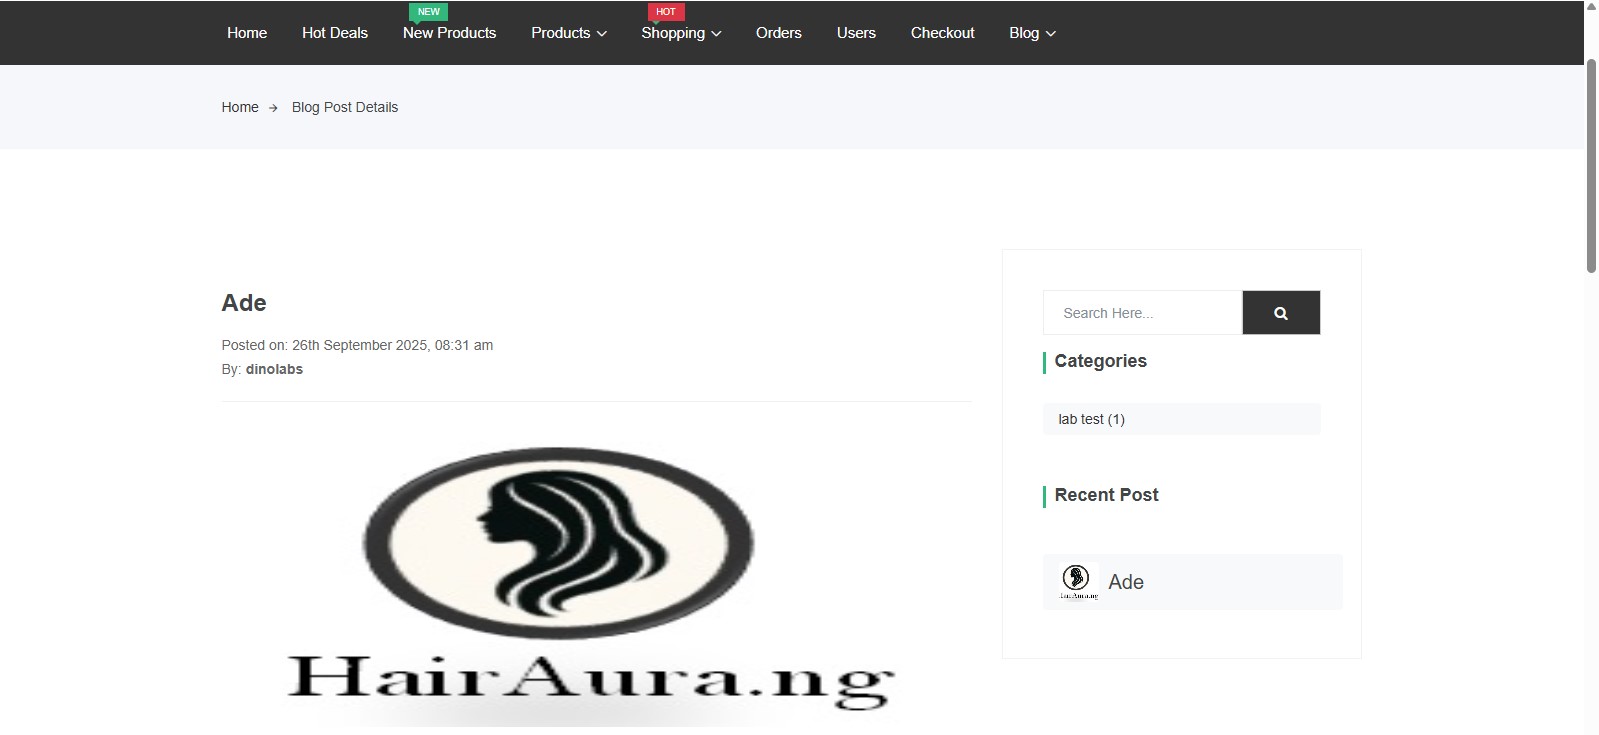 NEW
HOT
Home Hot Deals New Products Products Shopping Orders Users Checkout Blog
Home → Blog Post Details
Ade
Posted on: 26th September 2025, 08:31 am
By: dinolabs
HairAura.ng
Search Here...
Categories
lab test (1)
Recent Post
HairAura.ng
Ade